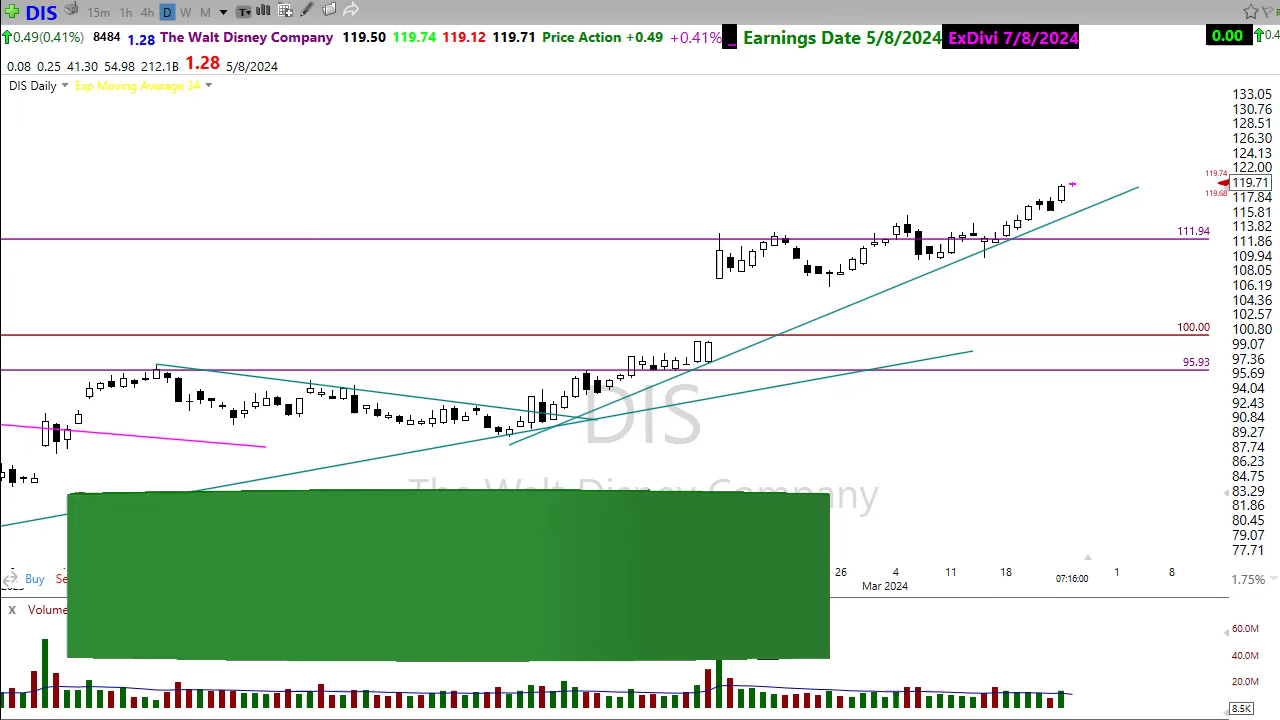 DIS 15m 1h 4h D W M T
0.49(0.41%) 8484 1.28 The Walt Disney Company 119.50 119.74 119.12 119.71 Price Action +0.49 +0.41% ... Earnings Date 5/8/2024 ExDivi 7/8/2024 0.00
0.08 0.25 41.30 54.98 212.1B 1.28 5/8/2024
DIS Daily Exp Moving Average 34
133.05
130.76
128.51
126.30
124.13
122.00
119.74
119.71
119.68
117.84
115.81
113.82
111.94
111.86
109.94
108.05
106.19
104.36
102.57
100.00
100.80
99.07
95.93
97.36
95.69
94.04
92.43
90.84
89.27
87.74
86.23
84.75
83.29
81.86
80.45
79.07
77.71
DIS
The Walt Disney Company
26 4 11 18 07:16:00 1 8
Mar 2024
Buy
1.75%
X Volume
60.0M
40.0M
20.0M
8.5K